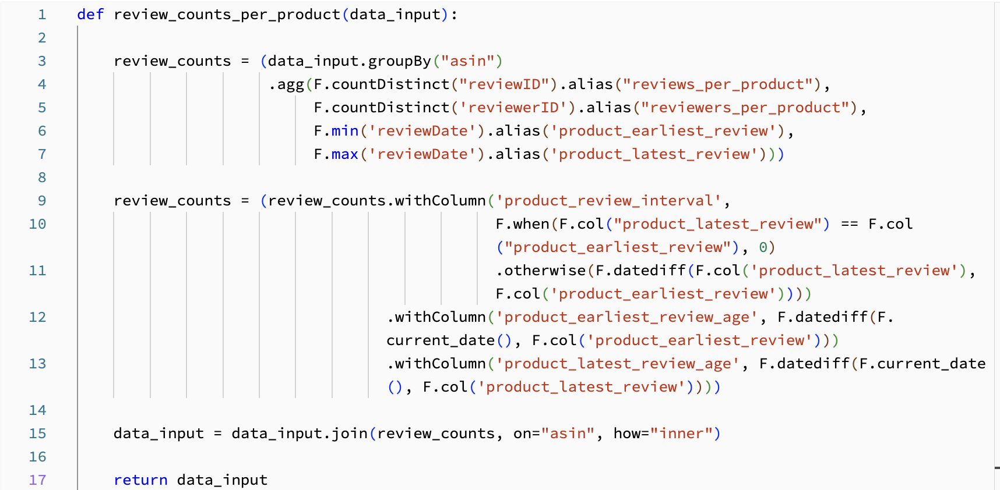 1 def review_counts_per_product(data_input):
2
3 review_counts = (data_input.groupBy("asin")
4 .agg(F.countDistinct("reviewID").alias("reviews_per_product"),
5 F.countDistinct('reviewerID').alias("reviewers_per_product"),
6 F.min('reviewDate').alias('product_earliest_review'),
7 F.max('reviewDate').alias('product_latest_review')))
8
9 review_counts = (review_counts.withColumn('product_review_interval',
10 F.when(F.col("product_latest_review") == F.col
("product_earliest_review"), 0)
11 .otherwise(F.datediff(F.col('product_latest_review'),
F.col('product_earliest_review'))))
12 .withColumn('product_earliest_review_age', F.datediff(F.
current_date(), F.col('product_earliest_review')))
13 .withColumn('product_latest_review_age', F.datediff(F.current_date
(), F.col('product_latest_review'))))
14
15 data_input = data_input.join(review_counts, on="asin", how="inner")
16
17 return data_input